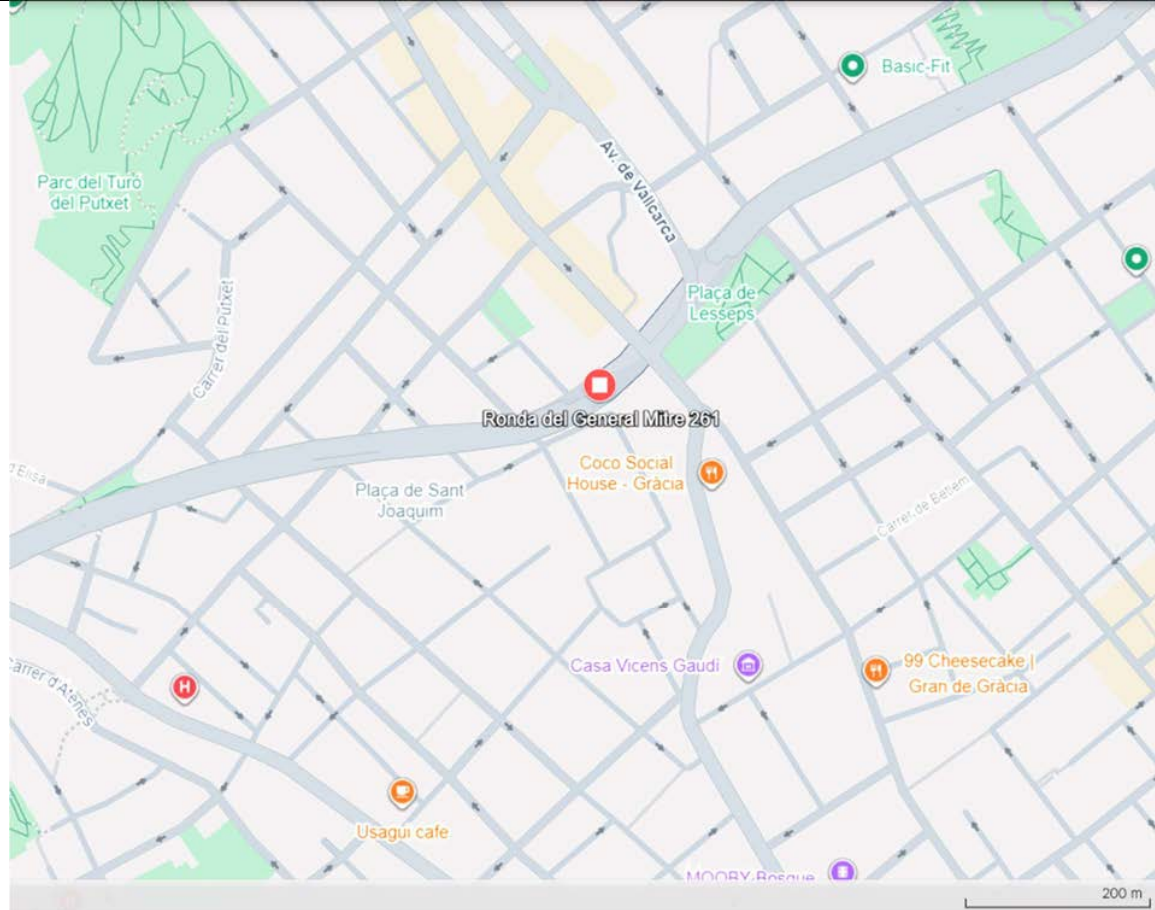 Basic-Fit
Av. de Vallcarca
Parc del Turó
del Putxet
Plaça de
Lesseps
Carrer del Putxet
Ronda del General Mitre 261
Coco Social
House - Gràcia
d'Elisa
Plaça de Sant
Joaquim
Carrer de Betlem
Casa Vicens Gaudí
99 Cheesecake |
Gran de Gràcia
H
Carrer d'Atenes
Usagui cafe
MOOBY Bosque
200 m